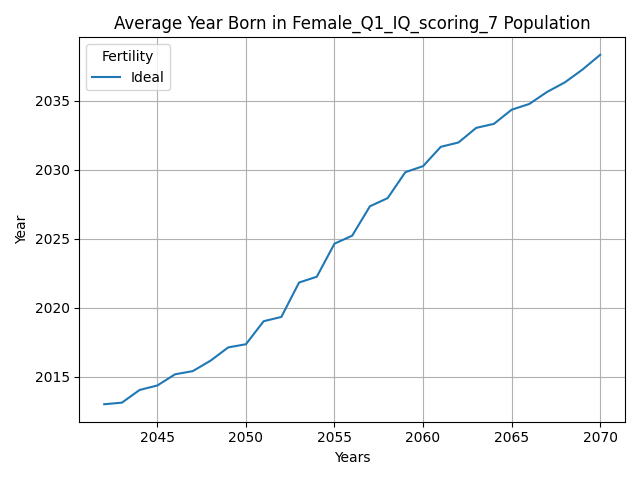 Average Year Born in Female_Q1_IQ_scoring_7 Population
Fertility
Ideal
2035
2030
2025
2020
2015
Year
2045 2050 2055 2060 2065 2070
Years